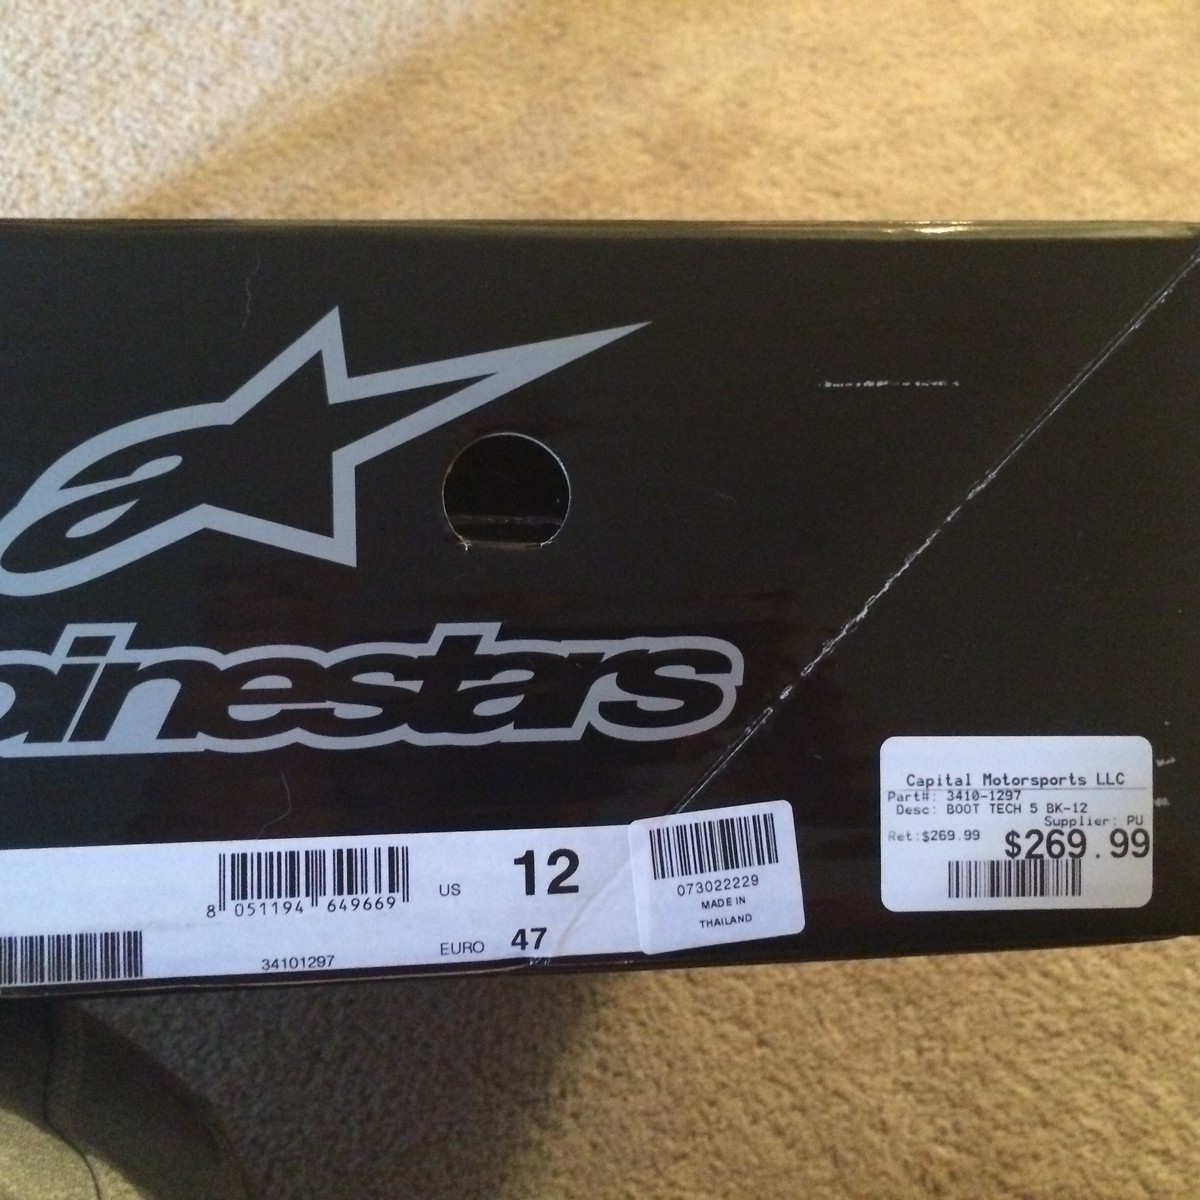 pinestars
Capital Motorsports LLC
Part#: 3410-1297
Desc: BOOT TECH 5 BK-12
Supplier: PU
Ret:$269.99
$269.99
8 051194 649669
US 12
EURO 47
34101297
073022229
MADE IN
THAILAND